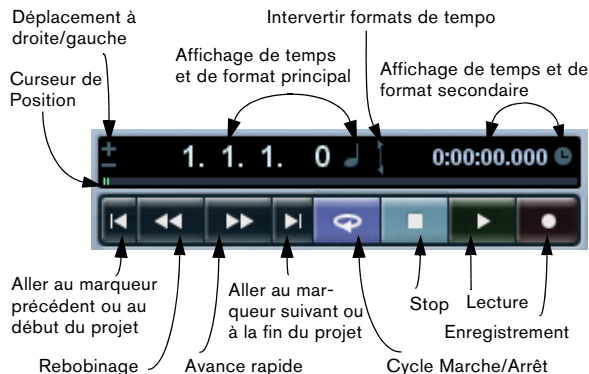 Déplacement à
droite/gauche
Intervertir formats de tempo
Affichage de temps
et de format principal
Affichage de temps et de
format secondaire
Curseur de
Position
1. 1. 1. 0
0:00:00.000
Aller au marqueur
précédent ou au
début du projet
Aller au mar-
queur suivant ou
à la fin du projet
Stop
Lecture
Enregistrement
Rebobinage
Avance rapide
Cycle Marche/Arrêt